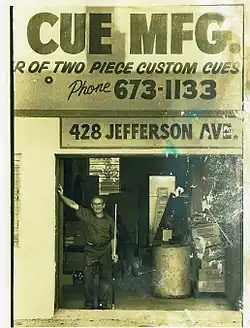 CUE MFG.
R OF TWO PIECE CUSTOM CUES
Phone 673-1133
428 JEFFERSON AVE.